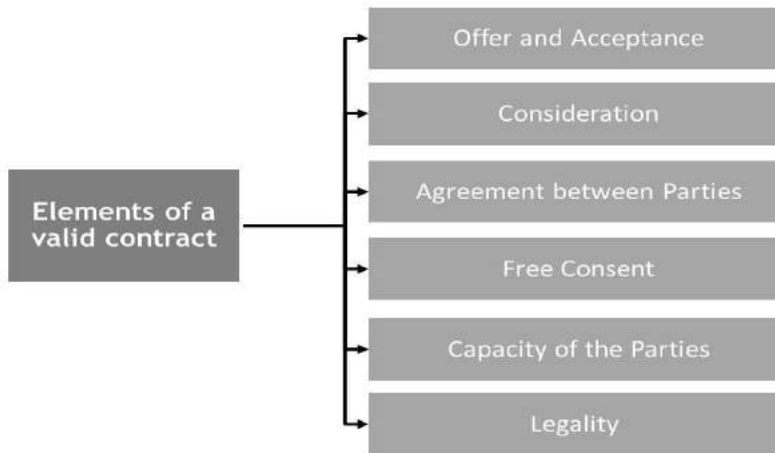 Elements of a
valid contract
Offer and Acceptance
Consideration
Agreement between Parties
Free Consent
Capacity of the Parties
Legality